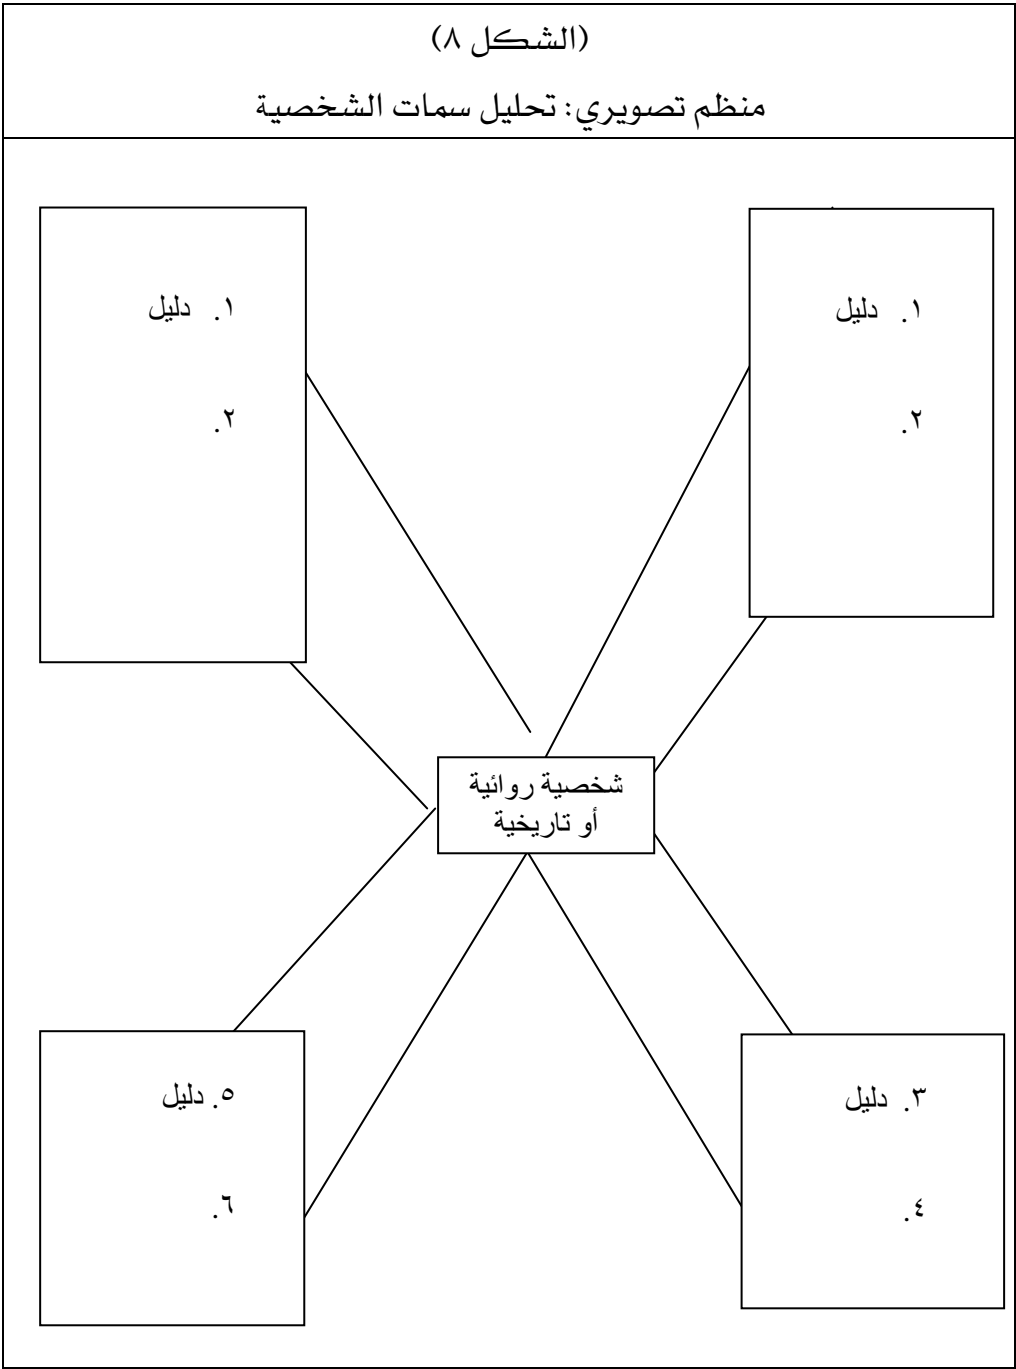 (الشكل ٨)
منظم تصويري: تحليل سمات الشخصية
١. دليل
٢.
١. دليل
٢.
شخصية روائية
أو تاريخية
٣. دليل
٤.
٥. دليل
٦.